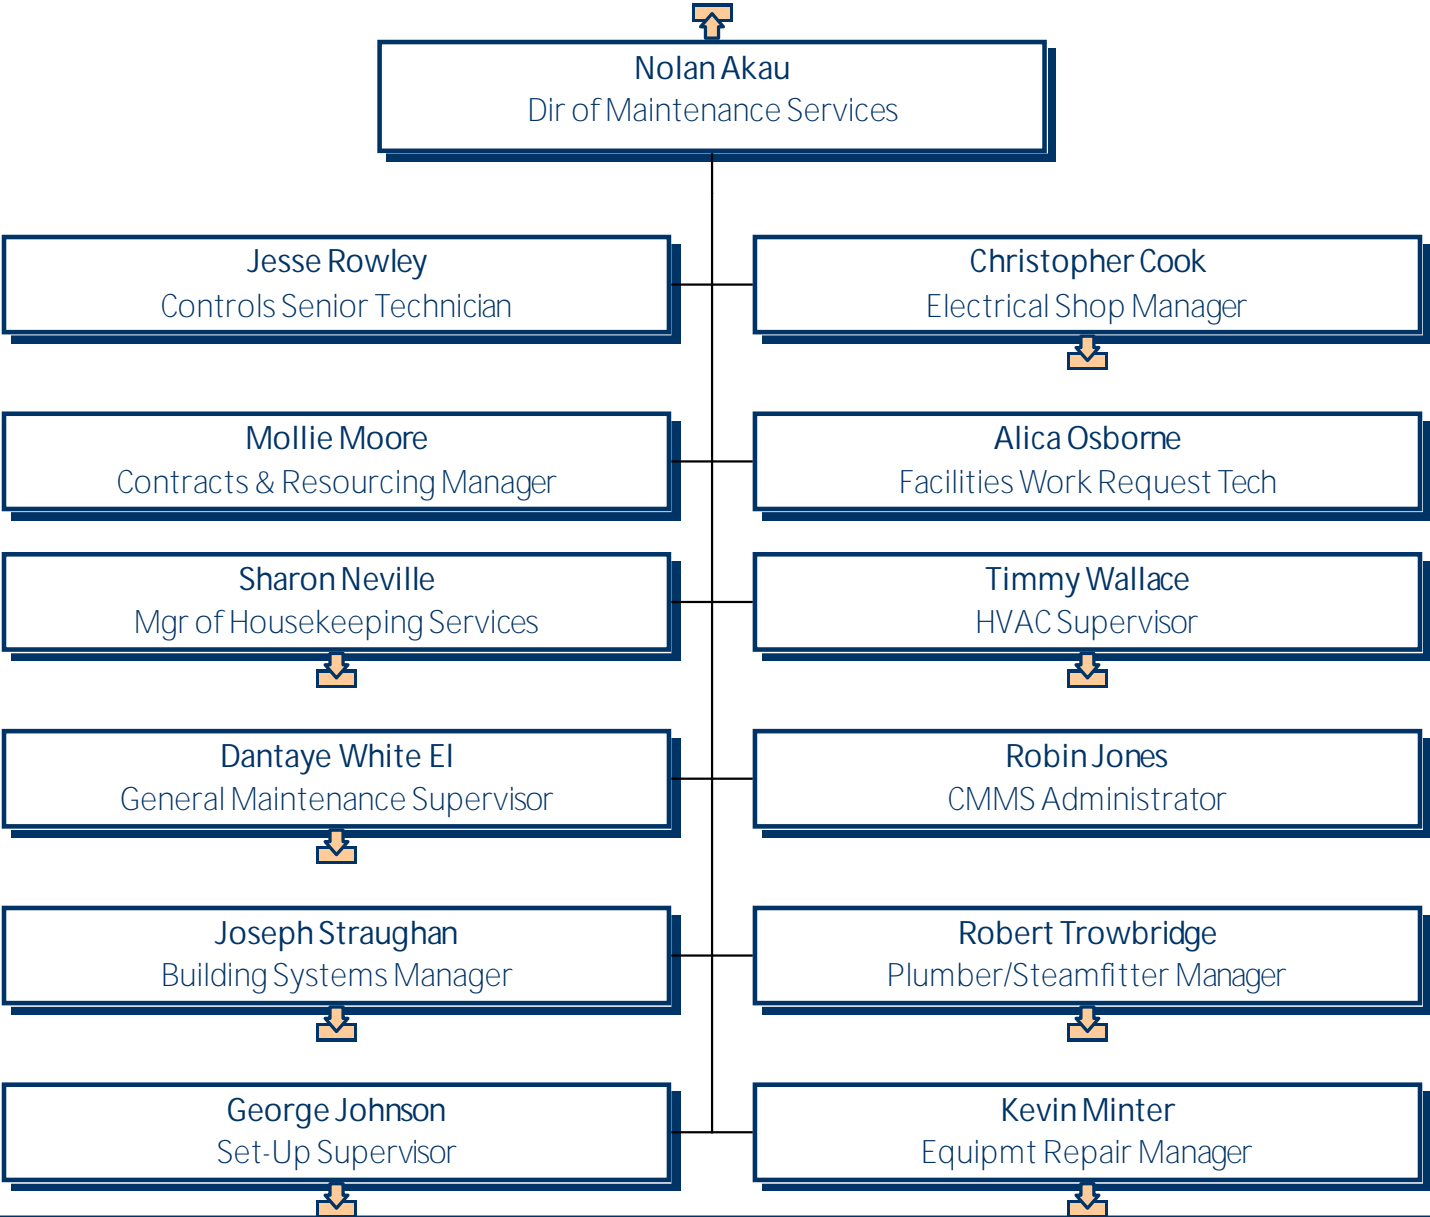 Nolan Akau
Dir of Maintenance Services
Jesse Rowley
Controls Senior Technician
Christopher Cook
Electrical Shop Manager
Mollie Moore
Contracts & Resourcing Manager
Alica Osborne
Facilities Work Request Tech
Sharon Neville
Mgr of Housekeeping Services
Timmy Wallace
HVAC Supervisor
Dantaye White El
General Maintenance Supervisor
Robin Jones
CMMS Administrator
Joseph Straughan
Building Systems Manager
Robert Trowbridge
Plumber/Steamfitter Manager
George Johnson
Set-Up Supervisor
Kevin Minter
Equipmt Repair Manager